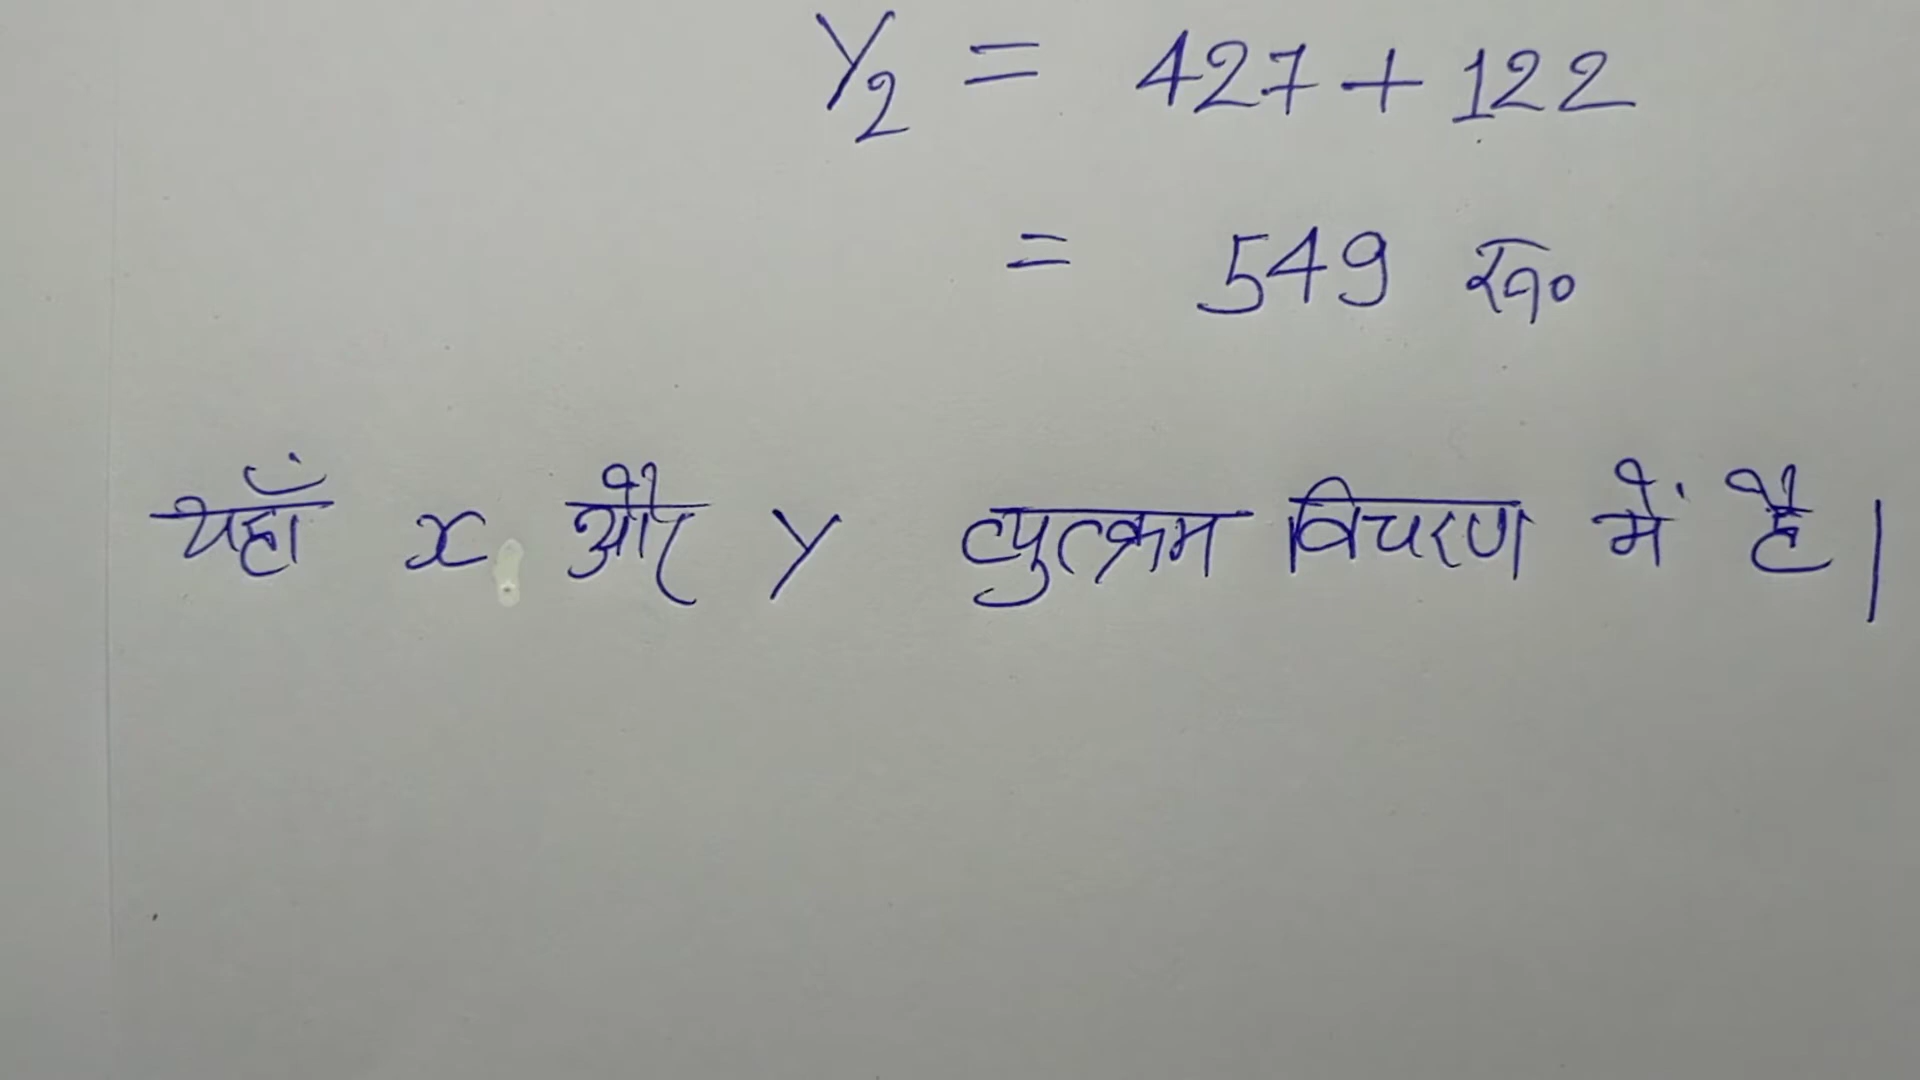 Y₂ = 427 + 122
= 549 रू०
यहाँ x और y व्युत्क्रम विचरण में है।